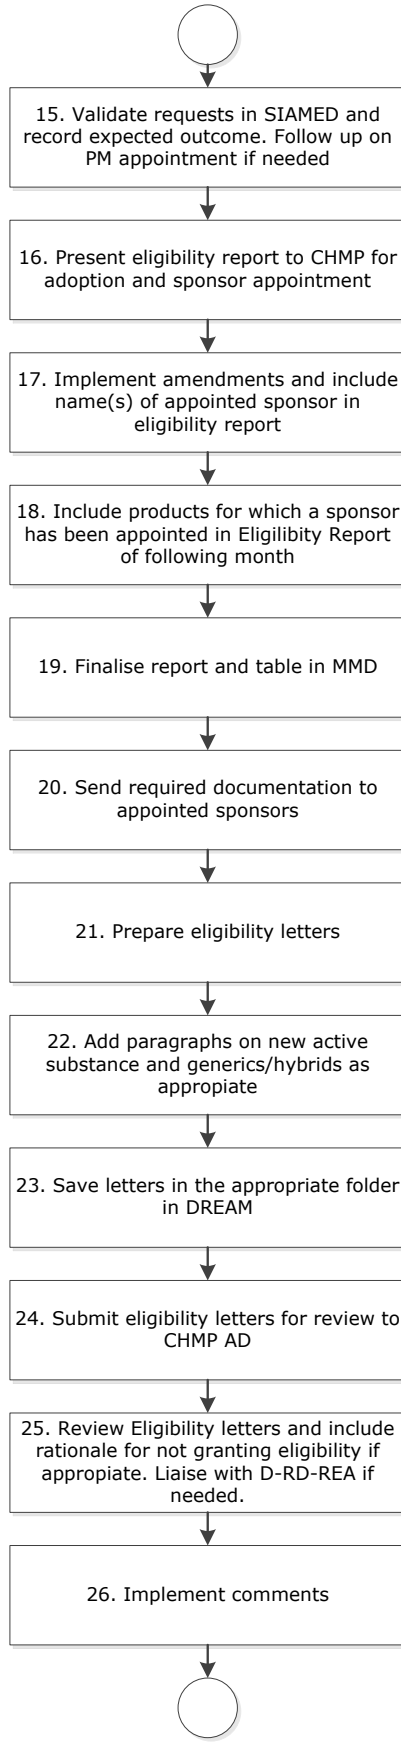 15. Validate requests in SIAMED and
record expected outcome. Follow up on
PM appointment if needed
16. Present eligibility report to CHMP for
adoption and sponsor appointment
17. Implement amendments and include
name(s) of appointed sponsor in
eligibility report
18. Include products for which a sponsor
has been appointed in Eligilibity Report
of following month
19. Finalise report and table in MMD
20. Send required documentation to
appointed sponsors
21. Prepare eligibility letters
22. Add paragraphs on new active
substance and generics/hybrids as
appropiate
23. Save letters in the appropriate folder
in DREAM
24. Submit eligibility letters for review to
CHMP AD
25. Review Eligibility letters and include
rationale for not granting eligibility if
appropiate. Liaise with D-RD-REA if
needed.
26. Implement comments